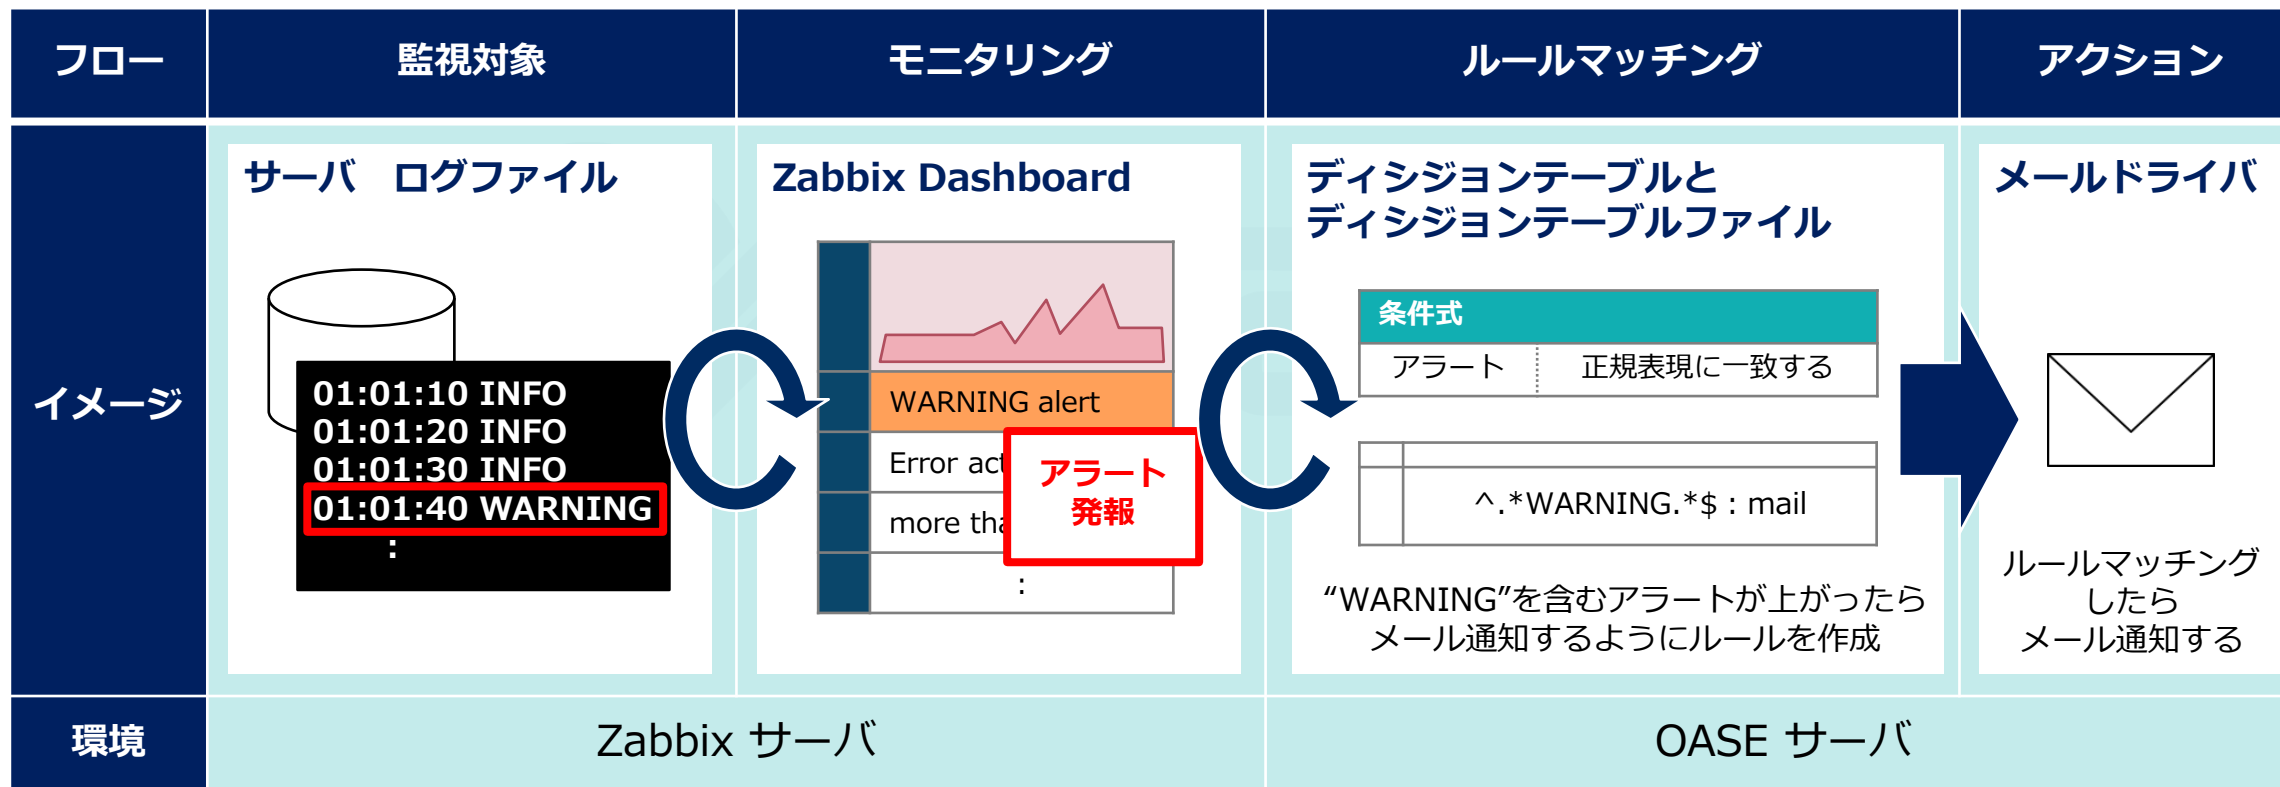 フロー
監視対象
モニタリング
ルールマッチング
アクション
イメージ
サーバ　ログファイル
01:01:10 INFO
01:01:20 INFO
01:01:30 INFO
01:01:40 WARNING
:
Zabbix Dashboard
WARNING alert
Error act
more tha
:
アラート
発報
ディシジョンテーブルと
ディシジョンテーブルファイル
条件式
アラート
正規表現に一致する
^.*WARNING.*$ : mail
“WARNING”を含むアラートが上がったら
メール通知するようにルールを作成
メールドライバ
ルールマッチング
したら
メール通知する
環境
Zabbix サーバ
OASE サーバ